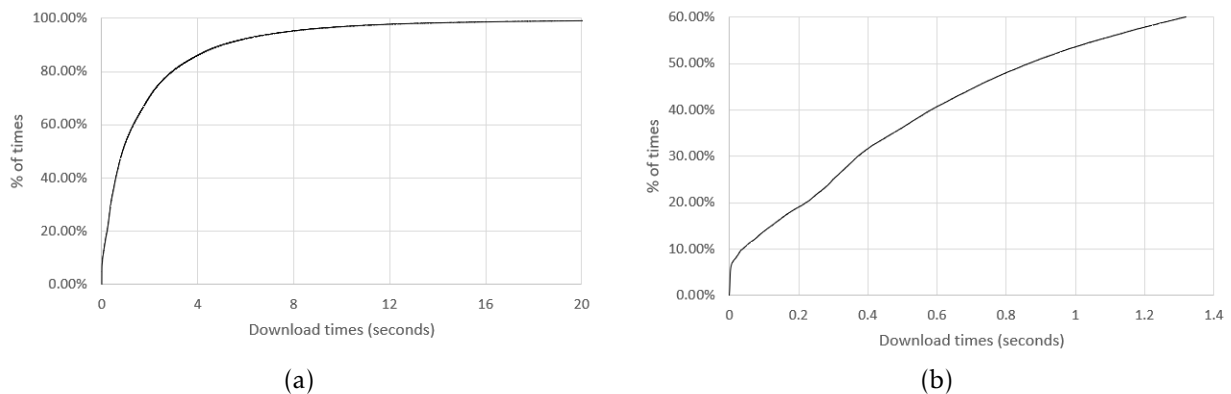 100.00%
80.00%
60.00%
40.00%
20.00%
0.00%
% of times
0 4 8 12 16 20
Download times (seconds)
(a)
60.00%
50.00%
40.00%
30.00%
20.00%
10.00%
0.00%
% of times
0 0.2 0.4 0.6 0.8 1 1.2 1.4
Download times (seconds)
(b)